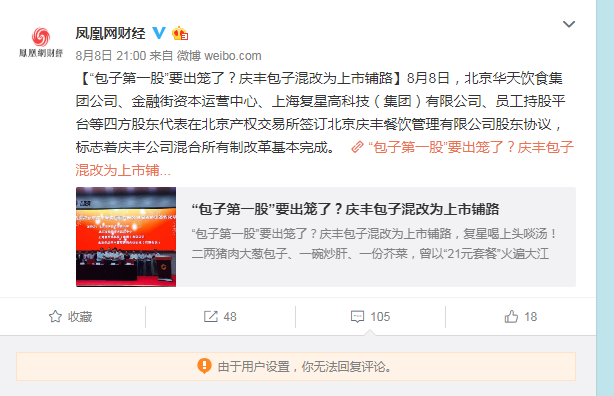 凤凰网财经
鳳凰網财经
8月8日 21:00 来自 微博 weibo.com
【“包子第一股”要出笼了？庆丰包子混改为上市铺路】8月8日，北京华天饮食集
团公司、金融街资本运营中心、上海复星高科技（集团）有限公司、员工持股平
台等四方股东代表在北京产权交易所签订北京庆丰餐饮管理有限公司股东协议，
标志着庆丰公司混合所有制改革基本完成。 “包子第一股”要出笼了？庆丰包子
混改为上市铺...
“包子第一股”要出笼了？庆丰包子混改为上市铺路
“包子第一股”要出笼了？庆丰包子混改为上市铺路，复星喝上头啖汤！
二两猪肉大葱包子、一碗炒肝、一份芥菜，曾以“21元套餐”火遍大江
收藏 48 105 18
由于用户设置，你无法回复评论。